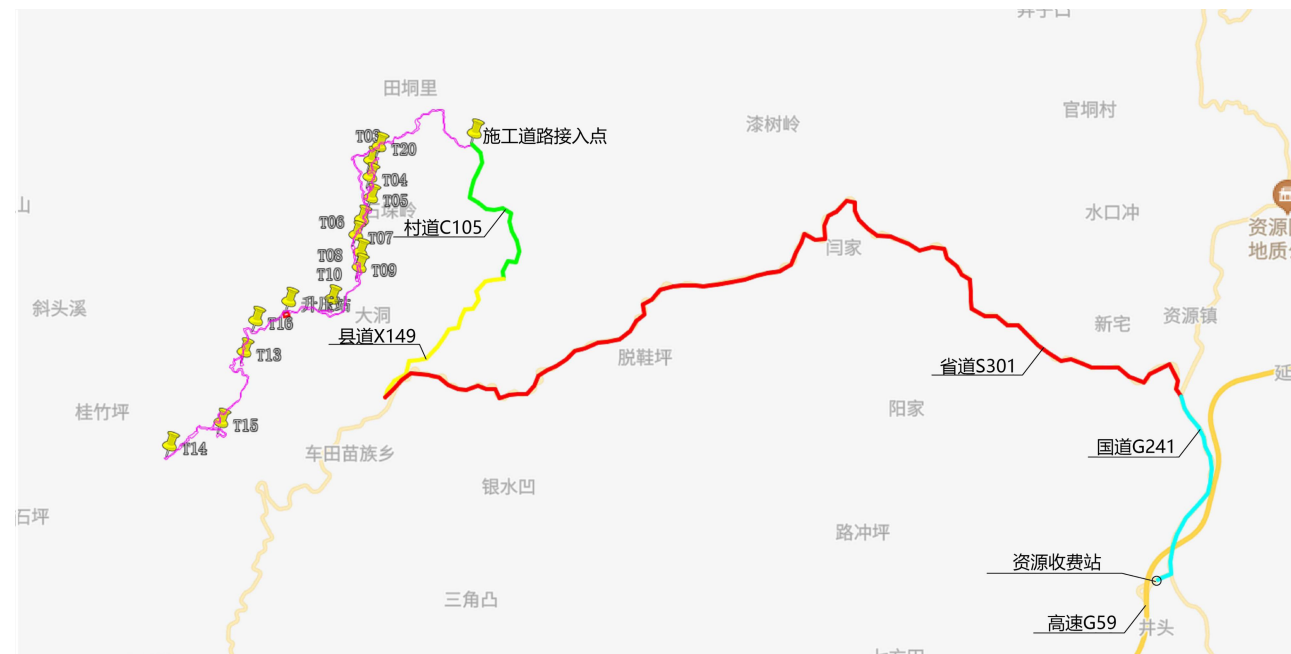 田垌里
官垌村
漆树岭
施工道路接入点
T03
T20
T04
T05
水口冲
村道C105
T06
T07
闫家
T08
T09
T10
升压站
斜头溪
大洞
资源镇
新宅
T16
县道X149
T13
脱鞋坪
省道S301
延
桂竹坪
阳家
T15
T14
车田苗族乡
国道G241
银水凹
石坪
路冲坪
资源收费站
三角凸
高速G59
井头